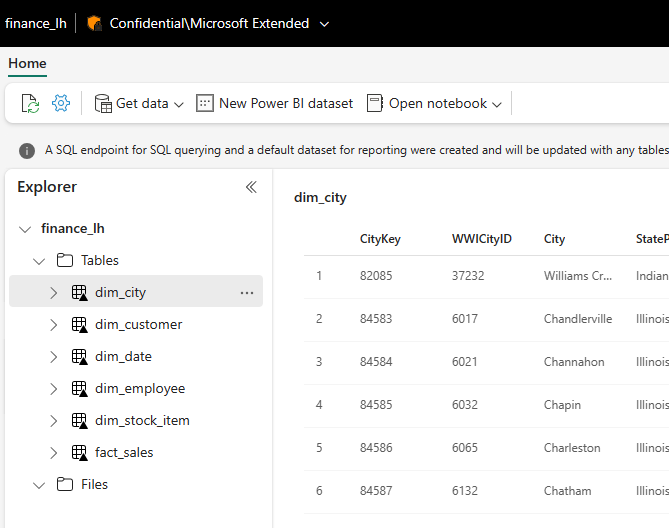 finance_lh Confidential\Microsoft Extended
Home
Get data New Power BI dataset Open notebook
A SQL endpoint for SQL querying and a default dataset for reporting were created and will be updated with any tables
Explorer
finance_lh
Tables
dim_city ...
dim_customer
dim_date
dim_employee
dim_stock_item
fact_sales
Files
dim_city
CityKey WWICityID City StateP
1 82085 37232 Williams Cr... Indian
2 84583 6017 Chandlerville Illinois
3 84584 6021 Channahon Illinois
4 84585 6032 Chapin Illinois
5 84586 6065 Charleston Illinois
6 84587 6132 Chatham Illinois